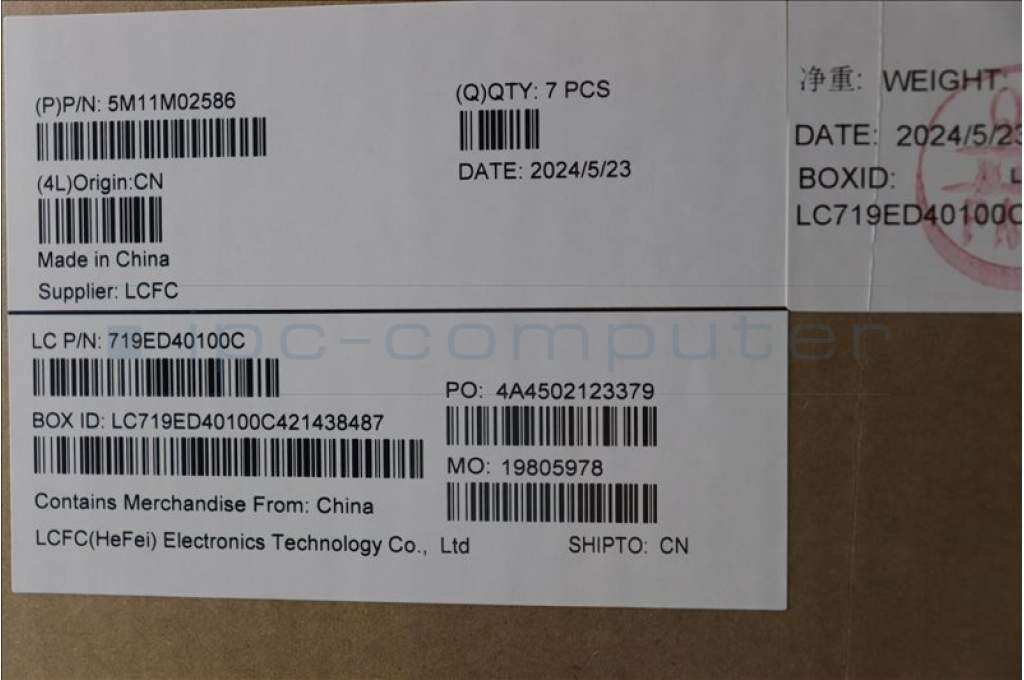 (P)P/N: 5M11M02586
(Q)QTY: 7 PCS
(4L)Origin:CN
DATE: 2024/5/23
Made in China
Supplier: LCFC
净重: WEIGHT:
DATE: 2024/5/23
BOXID:
LC719ED40100C
ipc-computer
LC P/N: 719ED40100C
PO: 4A4502123379
BOX ID: LC719ED40100C421438487
MO: 19805978
Contains Merchandise From: China
LCFC(HeFei) Electronics Technology Co., Ltd
SHIPTO: CN